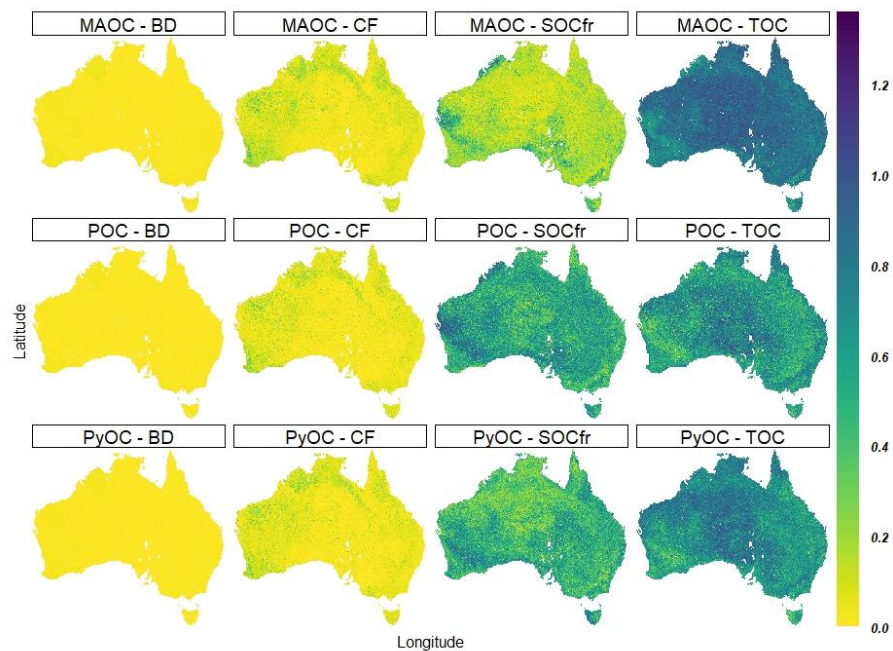 MAOC - BD
MAOC - CF
MAOC - SOCfr
MAOC - TOC
POC - BD
POC - CF
POC - SOCfr
POC - TOC
PyOC - BD
PyOC - CF
PyOC - SOCfr
PyOC - TOC
Latitude
Longitude
1.2
1.0
0.8
0.6
0.4
0.2
0.0